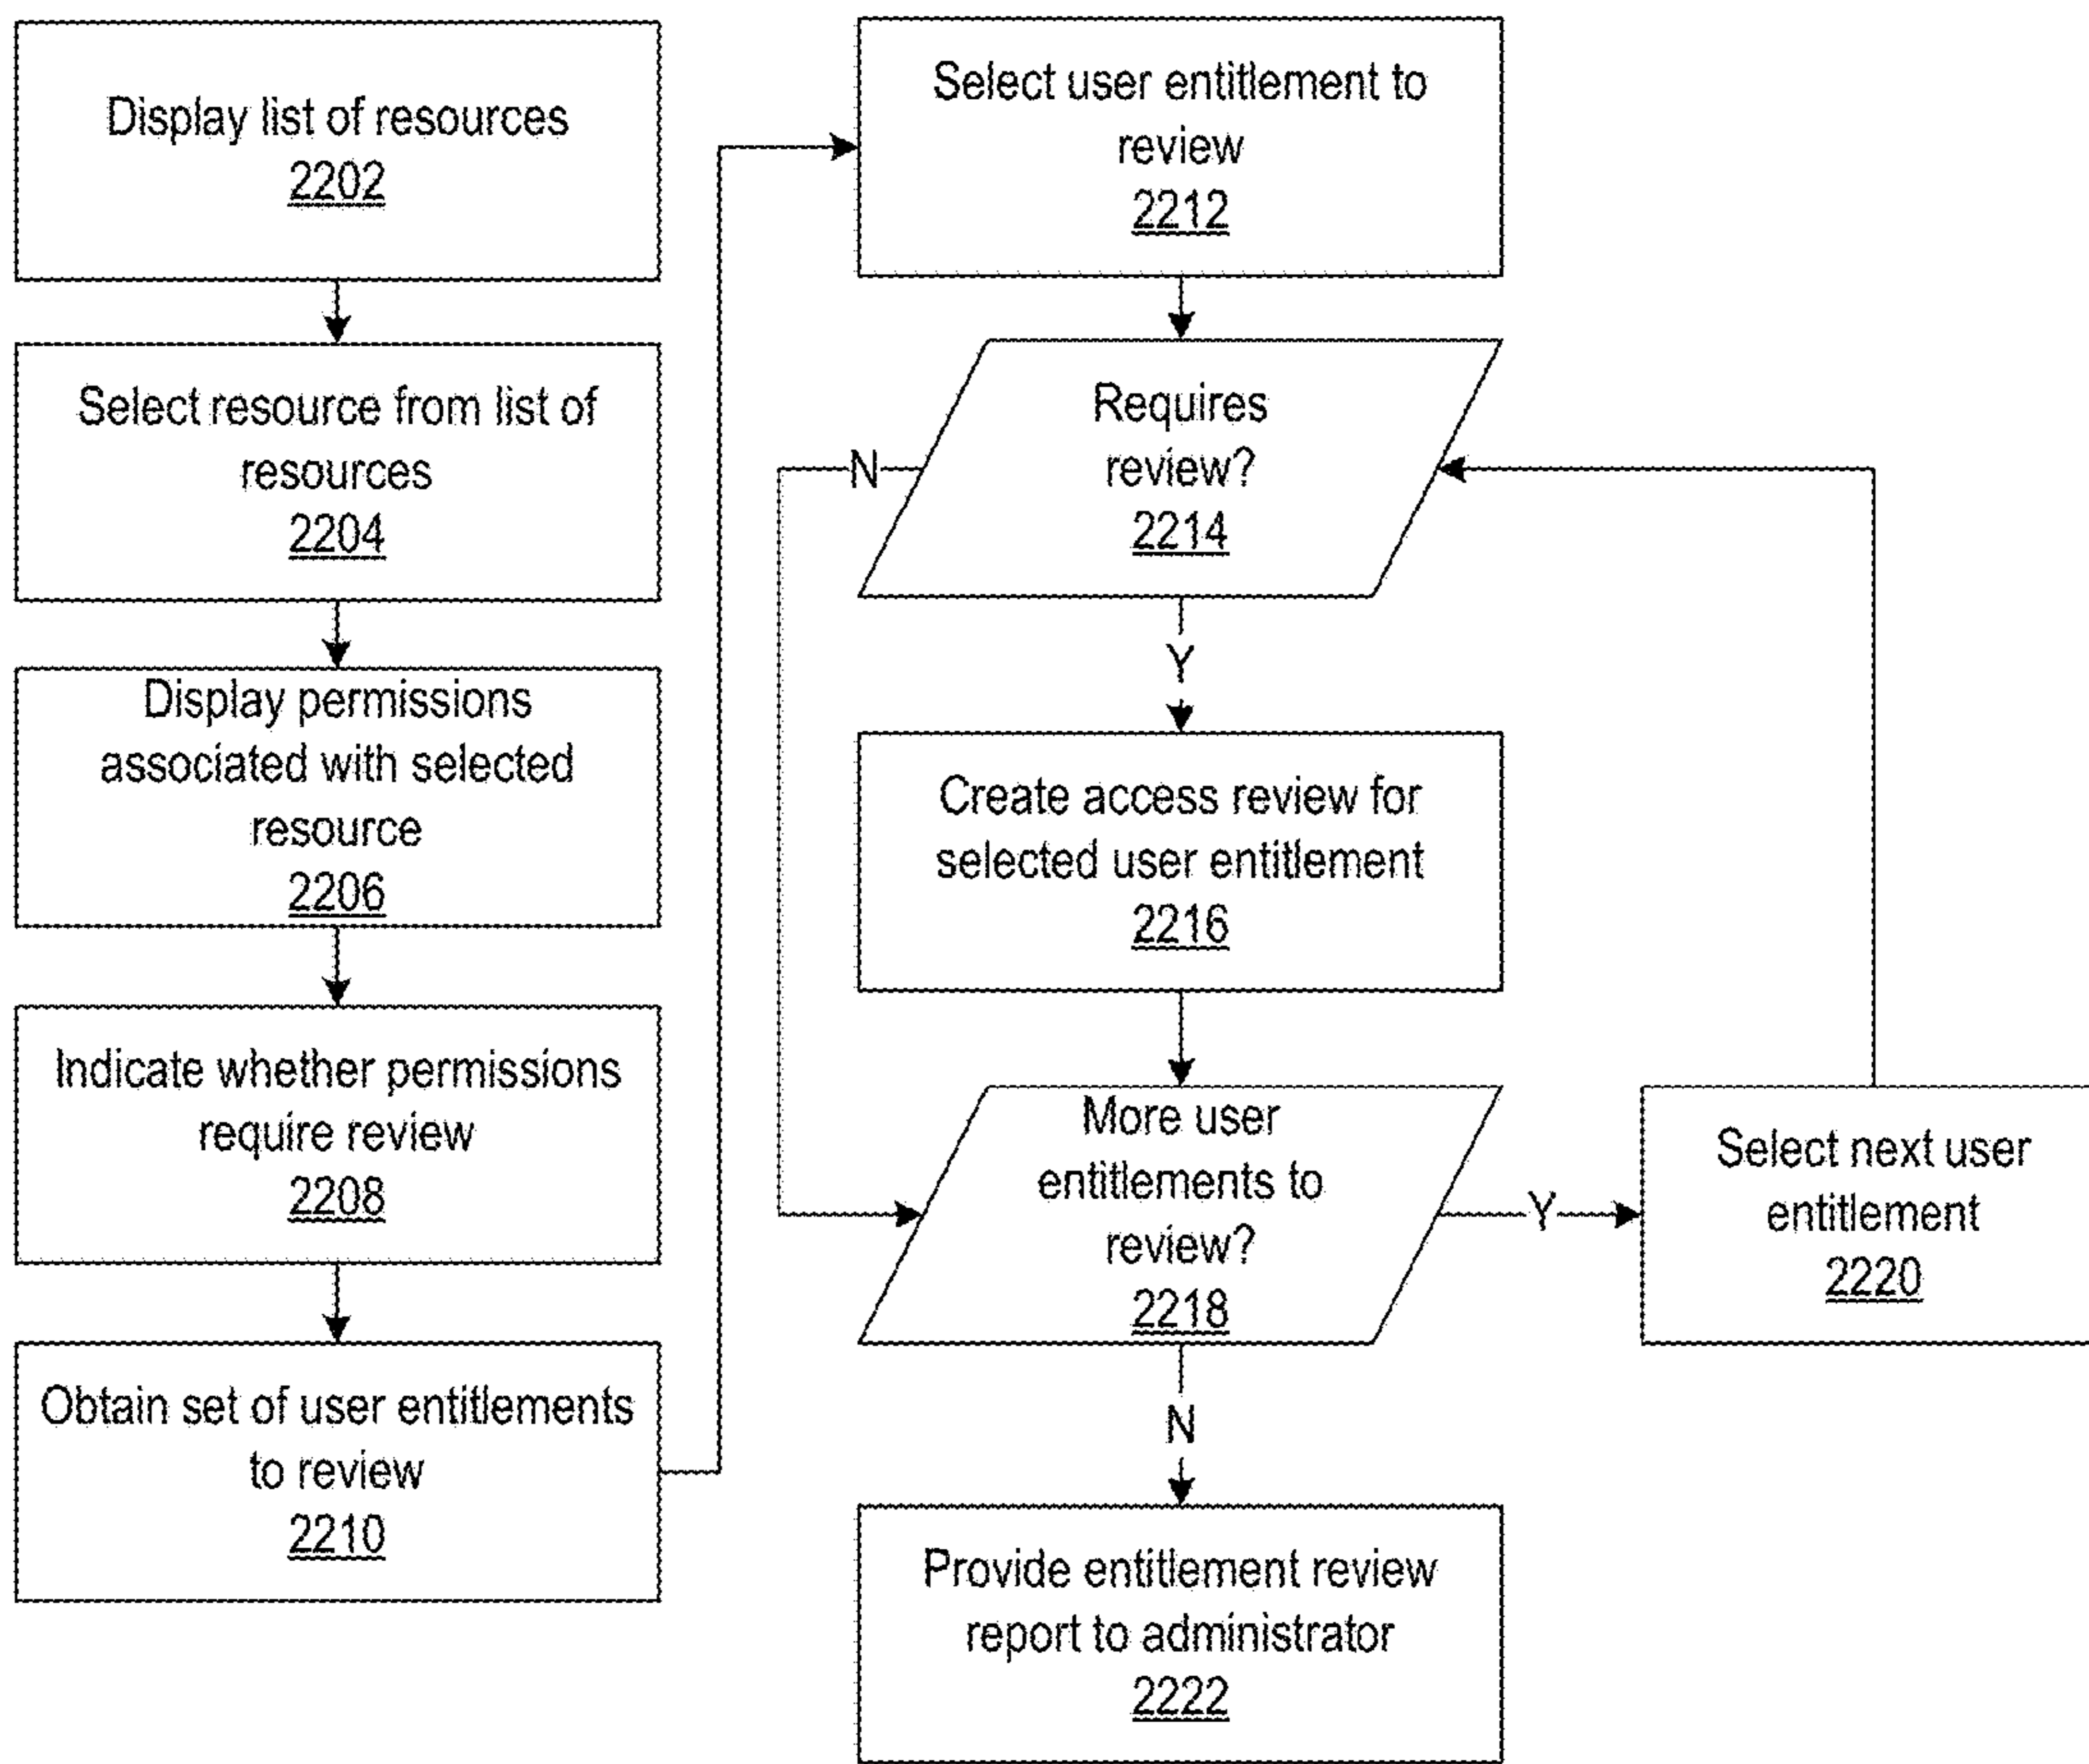 Display list of resources
2202
Select resource from list of
resources
2204
Display permissions
associated with selected
resource
2206
Indicate whether permissions
require review
2208
Obtain set of user entitlements
to review
2210
Select user entitlement to
review
2212
Requires
review?
2214
N
Y
Create access review for
selected user entitlement
2216
More user
entitlements to
review?
2218
Y
Select next user
entitlement
2220
N
Provide entitlement review
report to administrator
2222